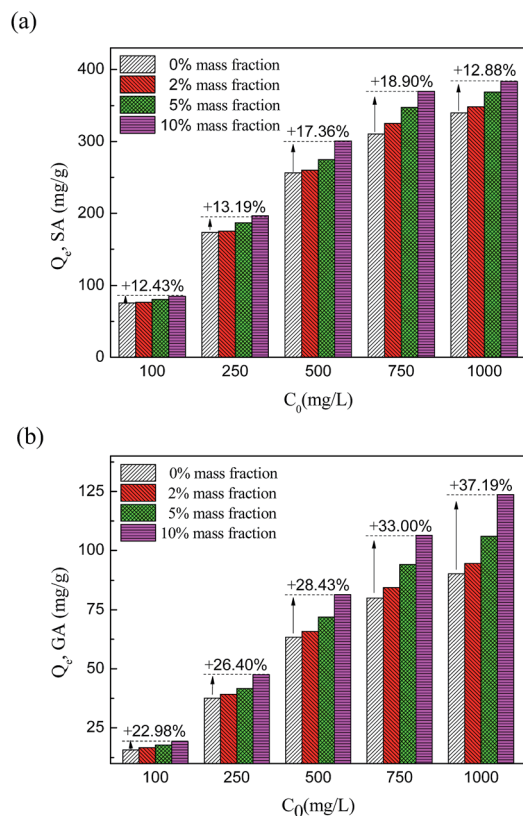 (a)
0% mass fraction
2% mass fraction
5% mass fraction
10% mass fraction
400
300
200
100
0
Qe, SA (mg/g)
+12.43%
+13.19%
+17.36%
+18.90%
+12.88%
100 250 500 750 1000
C0(mg/L)
(b)
0% mass fraction
2% mass fraction
5% mass fraction
10% mass fraction
125
100
75
50
25
Qe, GA (mg/g)
+22.98%
+26.40%
+28.43%
+33.00%
+37.19%
100 250 500 750 1000
C0(mg/L)